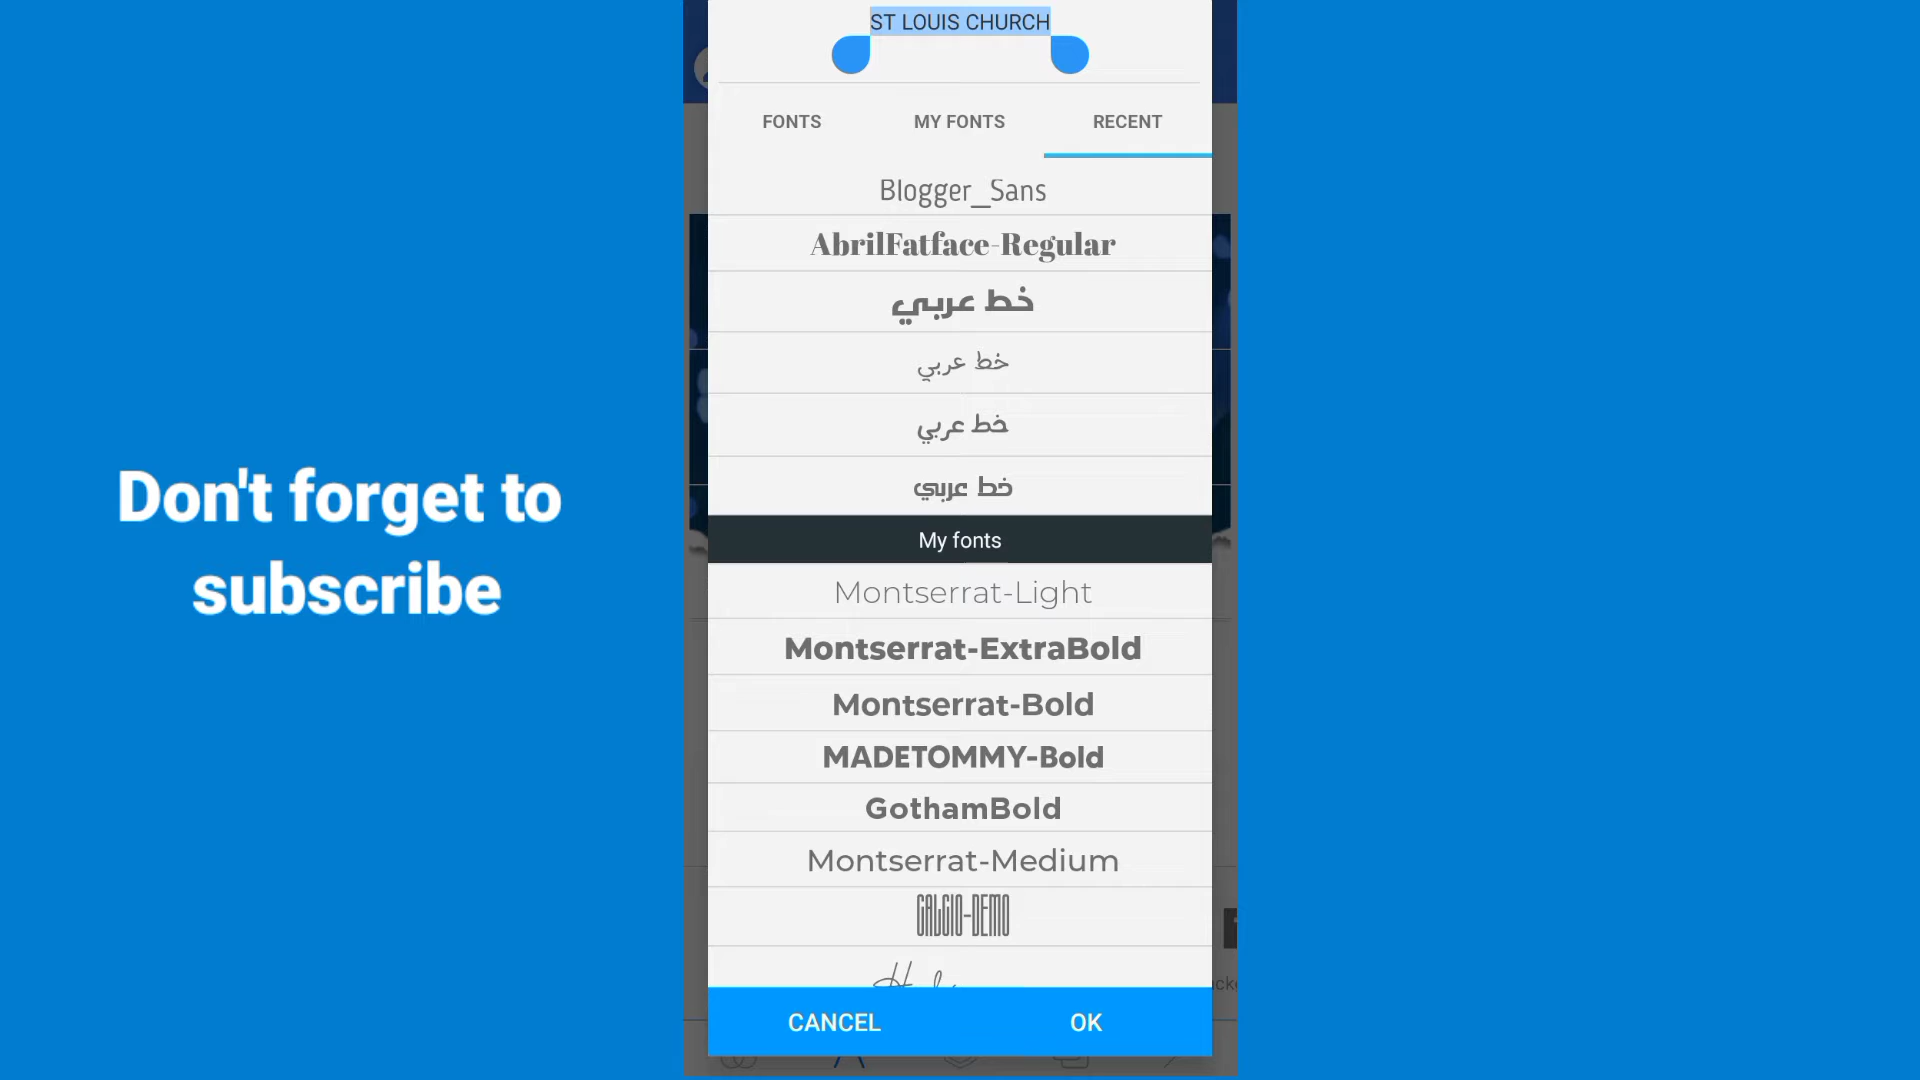 ST LOUIS CHURCH
FONTS
MY FONTS
RECENT
Blogger_Sans
AbrilFatface-Regular
خط عربي
خط عربي
خط عربي
خط عربي
My fonts
Montserrat-Light
Montserrat-ExtraBold
Montserrat-Bold
MADETOMMY-Bold
GothamBold
Montserrat-Medium
GALGIO-DEMO
CANCEL
OK
Don't forget to
subscribe